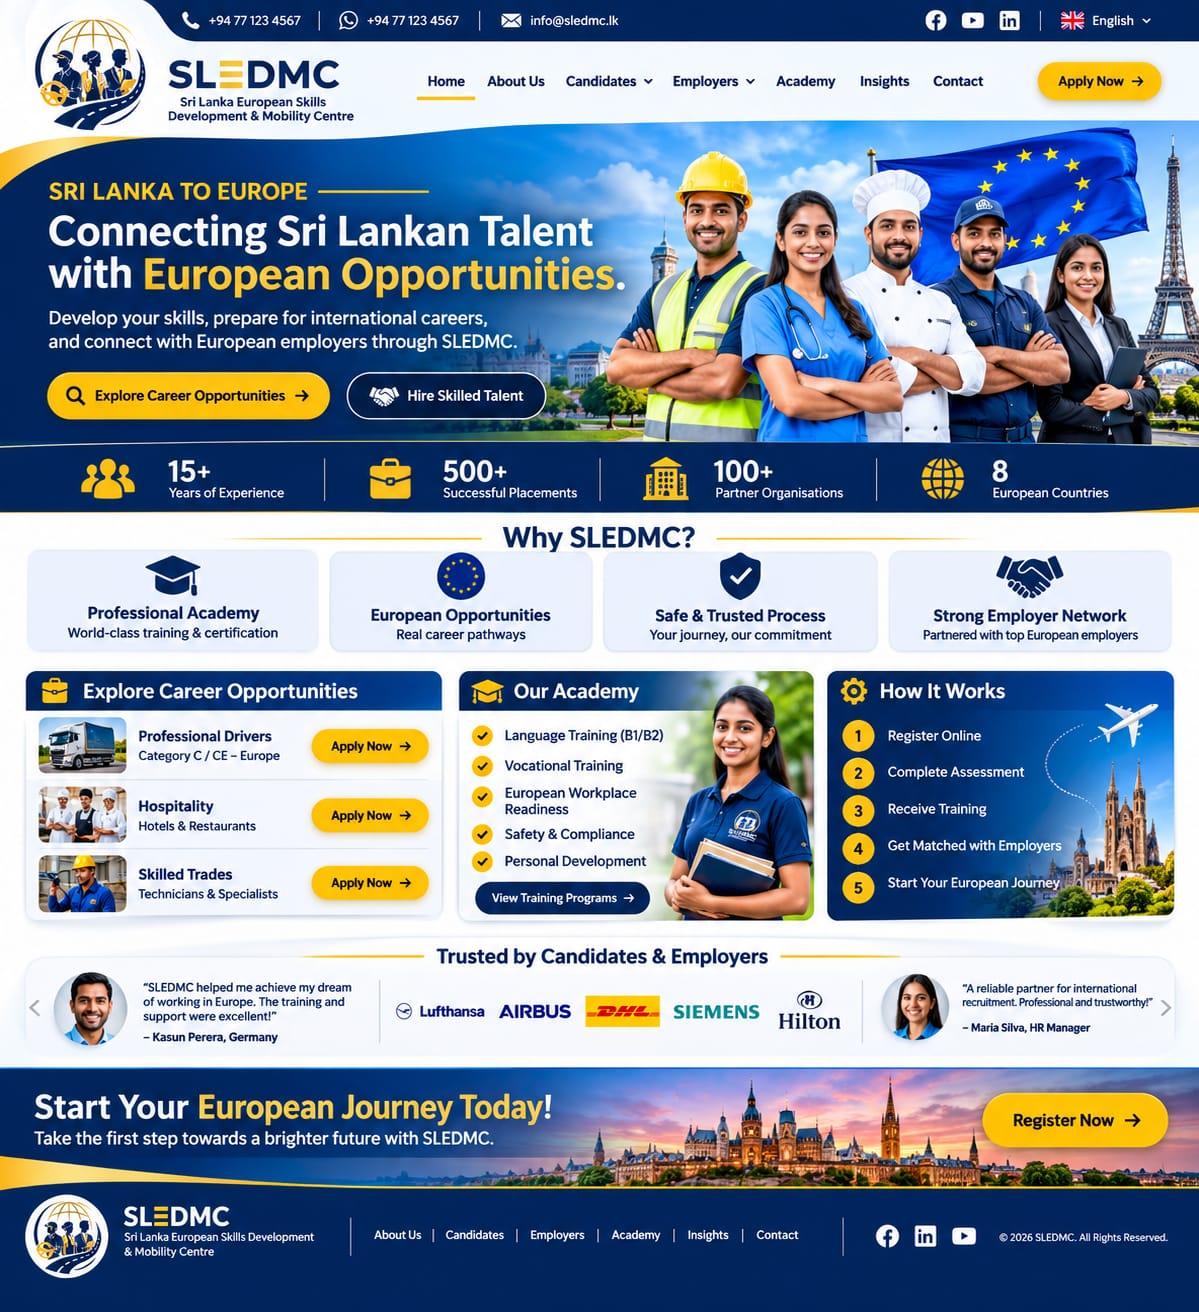 +94 77 123 4567
+94 77 123 4567
info@sledmc.lk
English
SLEDMC
Sri Lanka European Skills
Development & Mobility Centre
Home
About Us
Candidates
Employers
Academy
Insights
Contact
Apply Now →
SRI LANKA TO EUROPE
Connecting Sri Lankan Talent
with European Opportunities.
Develop your skills, prepare for international careers,
and connect with European employers through SLEDMC.
Explore Career Opportunities →
Hire Skilled Talent
15+
Years of Experience
500+
Successful Placements
100+
Partner Organisations
8
European Countries
Why SLEDMC?
Professional Academy
World-class training & certification
European Opportunities
Real career pathways
Safe & Trusted Process
Your journey, our commitment
Strong Employer Network
Partnered with top European employers
Explore Career Opportunities
Professional Drivers
Category C / CE – Europe
Apply Now →
Hospitality
Hotels & Restaurants
Apply Now →
Skilled Trades
Technicians & Specialists
Apply Now →
Our Academy
Language Training (B1/B2)
Vocational Training
European Workplace
Readiness
Safety & Compliance
Personal Development
View Training Programs →
How It Works
1 Register Online
2 Complete Assessment
3 Receive Training
4 Get Matched with Employers
5 Start Your European Journey
Trusted by Candidates & Employers
“SLEDMC helped me achieve my dream
of working in Europe. The training and
support were excellent!”
– Kasun Perera, Germany
Lufthansa
AIRBUS
DHL
SIEMENS
H
Hilton
“A reliable partner for international
recruitment. Professional and trustworthy!”
– Maria Silva, HR Manager
Start Your European Journey Today!
Take the first step towards a brighter future with SLEDMC.
Register Now →
SLEDMC
Sri Lanka European Skills Development
& Mobility Centre
About Us | Candidates | Employers | Academy | Insights | Contact
© 2026 SLEDMC. All Rights Reserved.